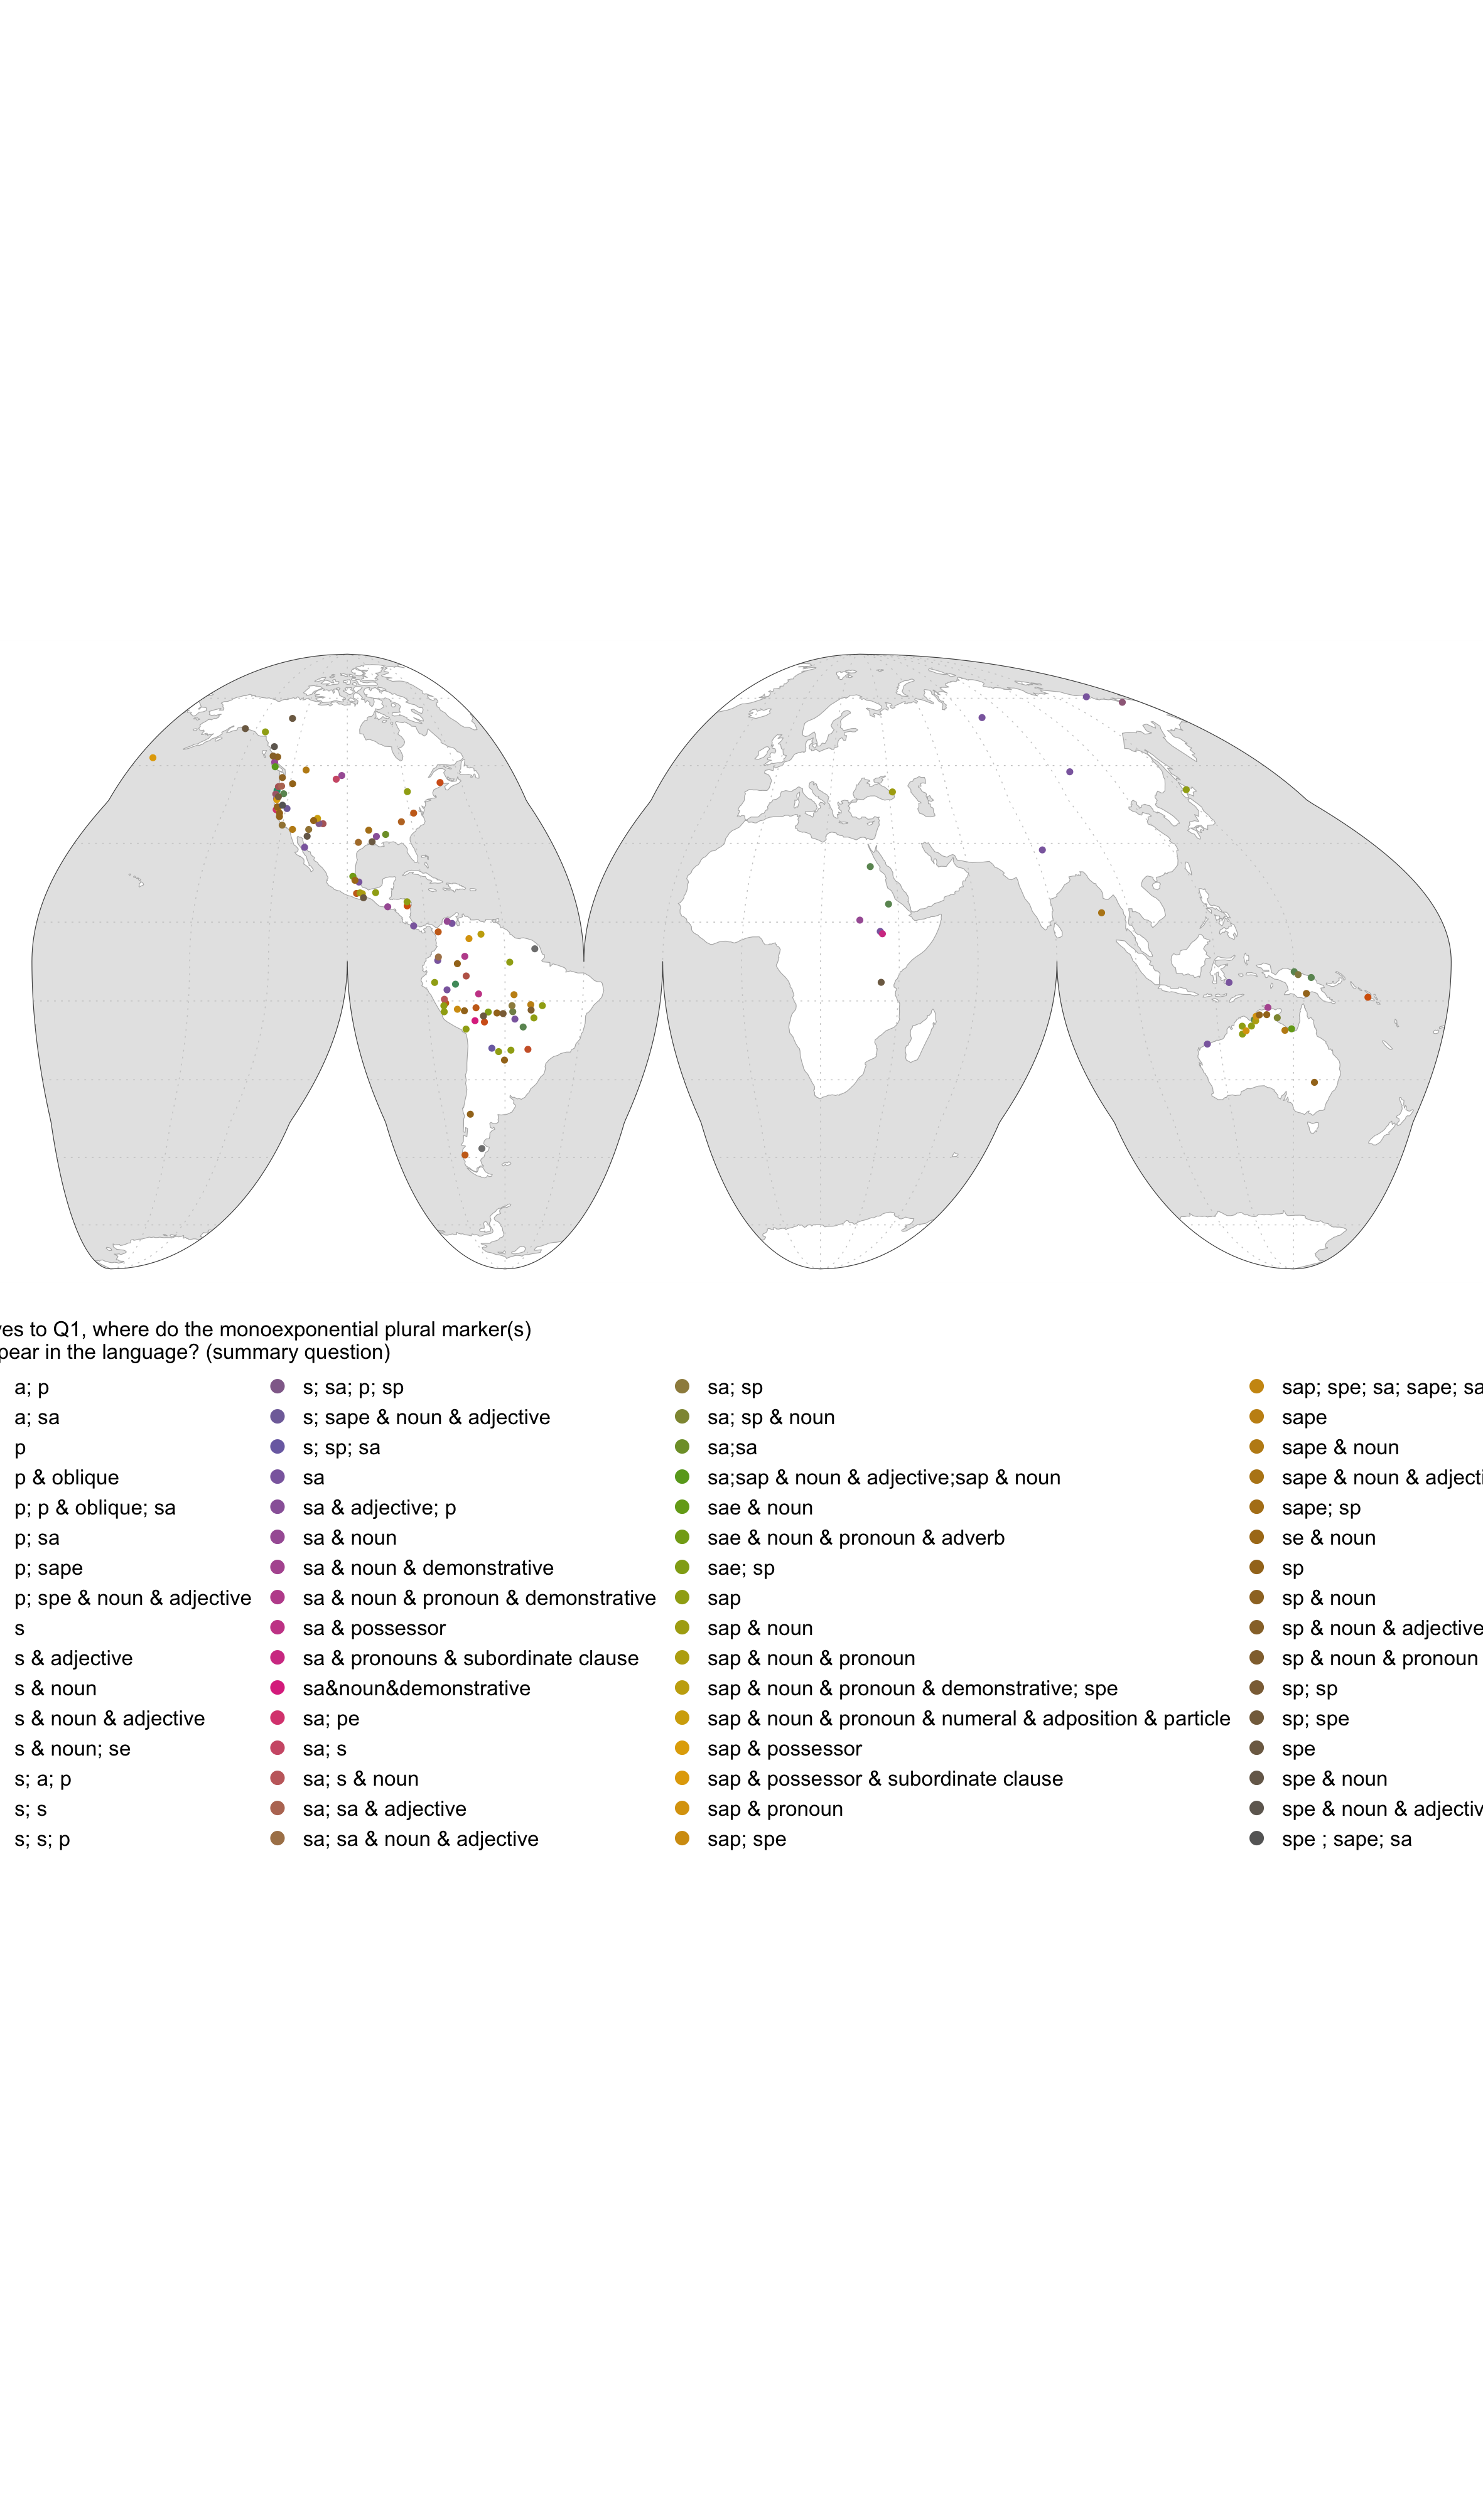 es to Q1, where do the monoexponential plural marker(s)
pear in the language? (summary question)
a; p
a; sa
p
p & oblique
p; p & oblique; sa
p; sa
p; sape
p; spe & noun & adjective
s
s & adjective
s & noun
s & noun & adjective
s & noun; se
s; a; p
s; s
s; s; p
s; sa; p; sp
s; sape & noun & adjective
s; sp; sa
sa
sa & adjective; p
sa & noun
sa & noun & demonstrative
sa & noun & pronoun & demonstrative
sa & possessor
sa & pronouns & subordinate clause
sa&noun&demonstrative
sa; pe
sa; s
sa; s & noun
sa; sa & adjective
sa; sa & noun & adjective
sa; sp
sa; sp & noun
sa;sa
sa;sap & noun & adjective;sap & noun
sae & noun
sae & noun & pronoun & adverb
sae; sp
sap
sap & noun
sap & noun & pronoun
sap & noun & pronoun & demonstrative; spe
sap & noun & pronoun & numeral & adposition & particle
sap & possessor
sap & possessor & subordinate clause
sap & pronoun
sap; spe
sap; spe; sa; sape; sa
sape
sape & noun
sape & noun & adjecti
sape; sp
se & noun
sp
sp & noun
sp & noun & adjective
sp & noun & pronoun
sp; sp
sp; spe
spe
spe & noun
spe & noun & adjectiv
spe ; sape; sa